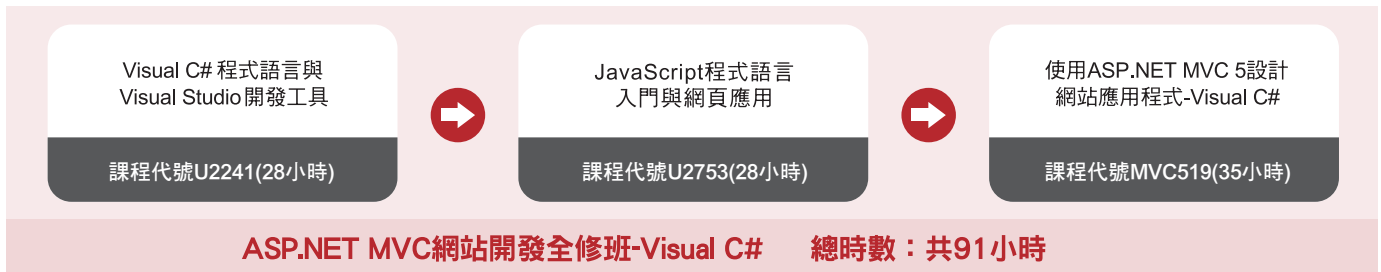 Visual C# 程式語言與
Visual Studio開發工具
課程代號U2241(28小時)
JavaScript程式語言
入門與網頁應用
課程代號U2753(28小時)
使用ASP.NET MVC 5設計
網站應用程式-Visual C#
課程代號MVC519(35小時)
ASP.NET MVC網站開發全修班-Visual C# 總時數：共91小時